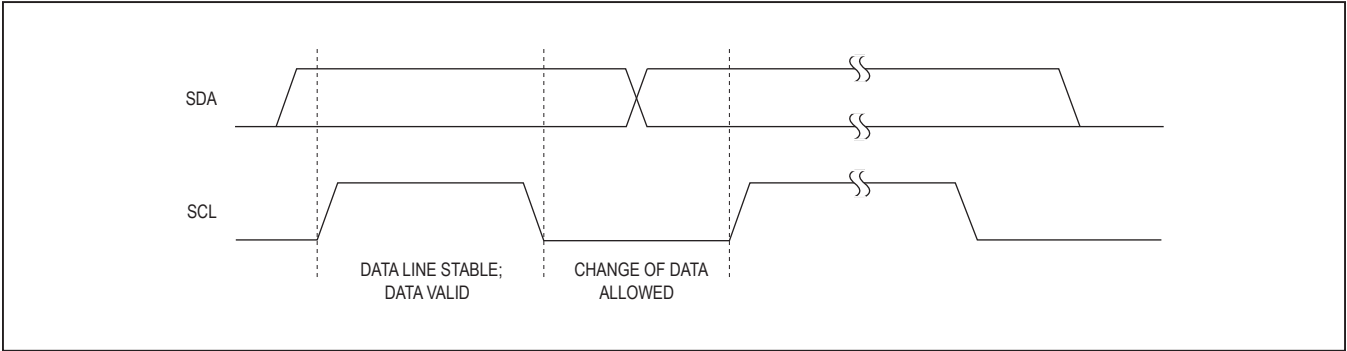 SDA
SCL
DATA LINE STABLE;
DATA VALID
CHANGE OF DATA
ALLOWED